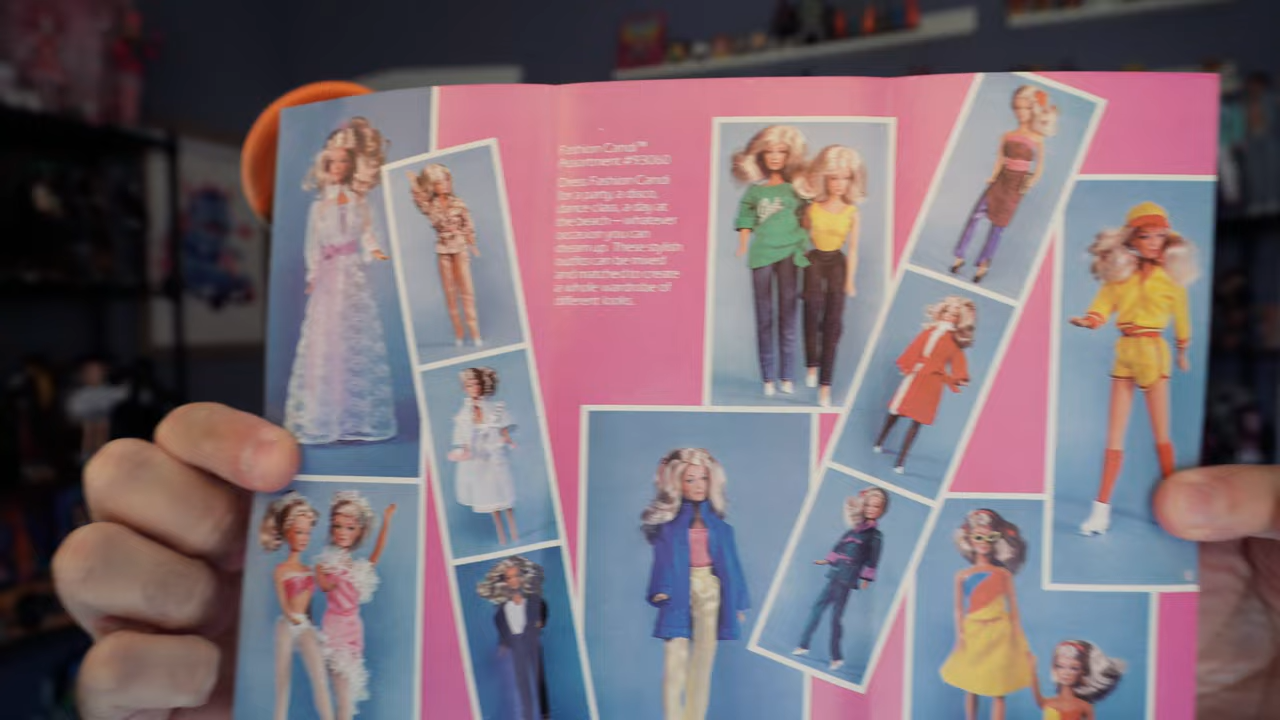 Fashion Candi™
Assortment #93060
Dress Fashion Candi
for a party, a disco,
dance class, a day at
the beach—whatever
occasion you can
dream up. These stylish
outfits can be mixed
and matched to create
a whole wardrobe of
different looks.